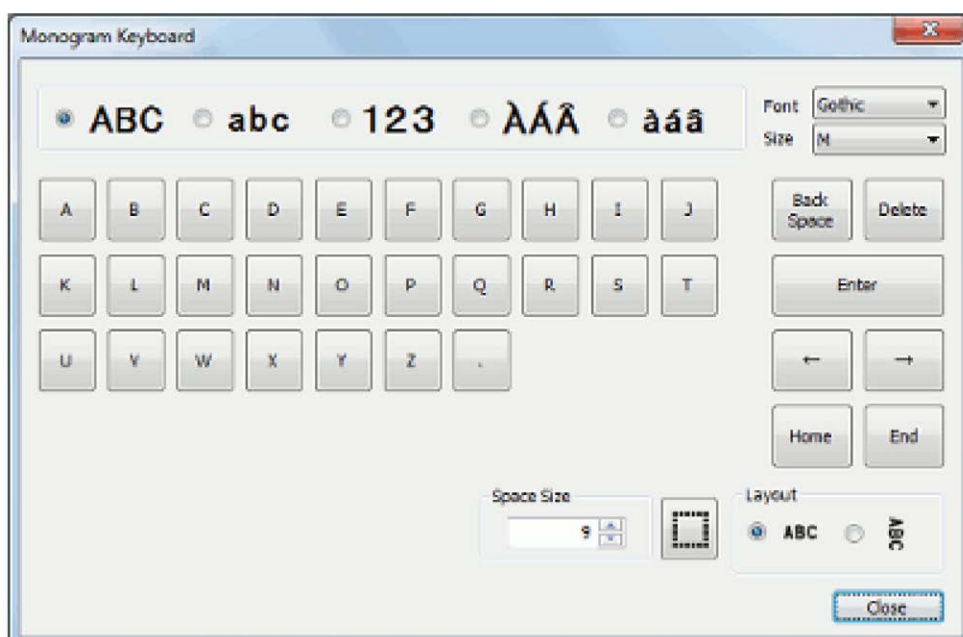 Monogram Keyboard
ABC abc 123 ÀÁÂ àáâ
Font Gothic
Size M
A B C D E F G H I J
Back Space Delete
K L M N O P Q R S T
Enter
U V W X Y Z .
← →
Home End
Space Size
9
Layout
ABC ABC
Close